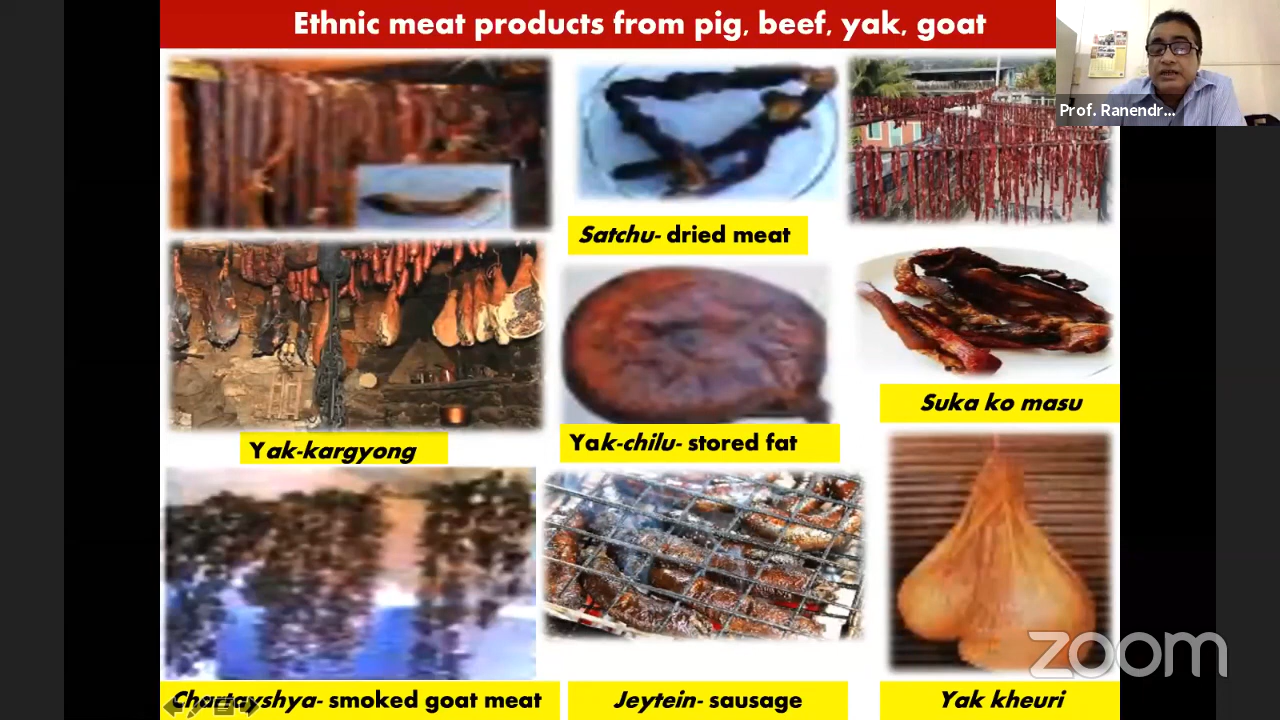 Ethnic meat products from pig, beef, yak, goat
Prof. Ranendr...
Satchu- dried meat
Suka ko masu
Yak-kargyong
Yak-chilu- stored fat
Chartayshya- smoked goat meat
Jeytein- sausage
Yak kheuri
zoom